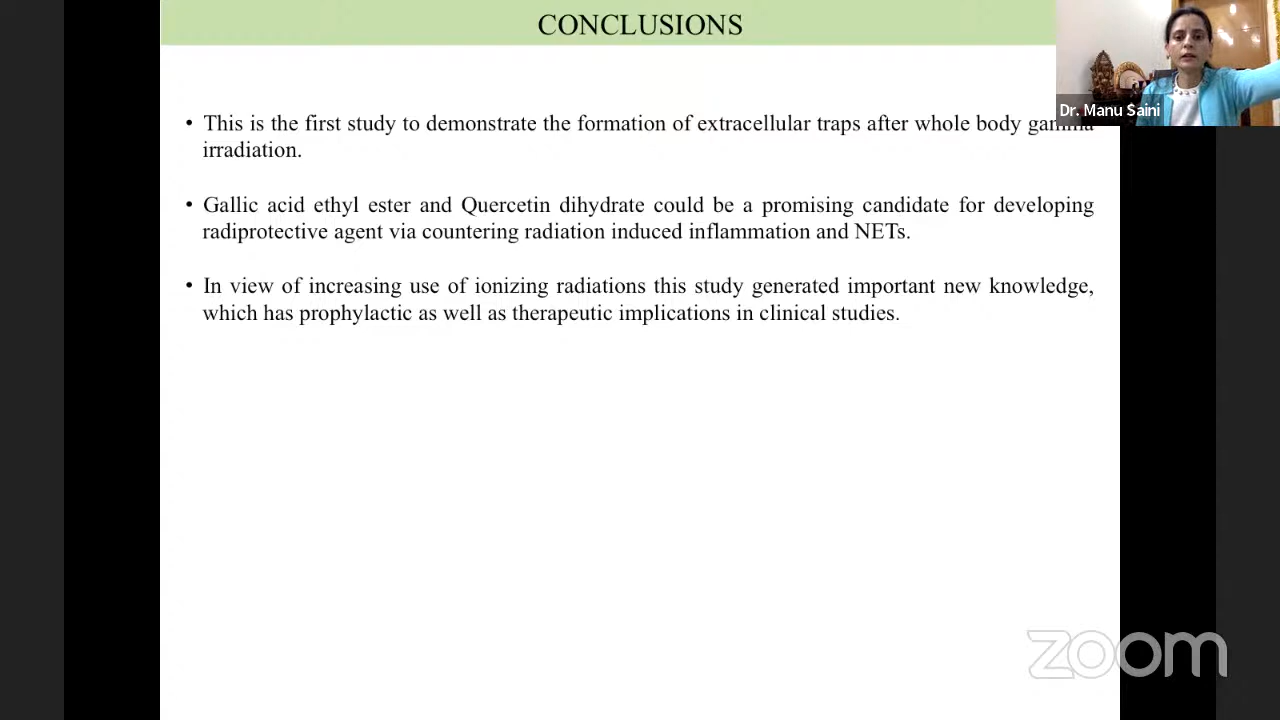 CONCLUSIONS
Dr. Manu Saini
• This is the first study to demonstrate the formation of extracellular traps after whole body gamma
irradiation.
• Gallic acid ethyl ester and Quercetin dihydrate could be a promising candidate for developing
radiprotective agent via countering radiation induced inflammation and NETs.
• In view of increasing use of ionizing radiations this study generated important new knowledge,
which has prophylactic as well as therapeutic implications in clinical studies.
zoom